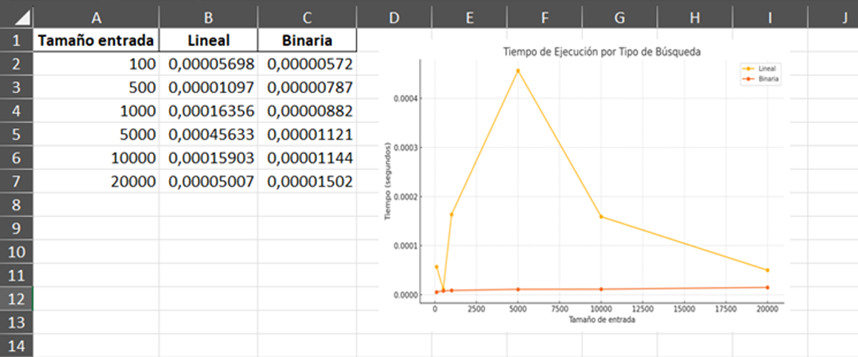 A B C D E F G H I J
1 Tamaño entrada Lineal Binaria
2 100 0,00005698 0,00000572
3 500 0,00001097 0,00000787
4 1000 0,00016356 0,00000882
5 5000 0,00045633 0,00001121
6 10000 0,00015903 0,00001144
7 20000 0,00005007 0,00001502
8
9
10
11
12
13
14
Tiempo de Ejecución por Tipo de Búsqueda
Lineal
Binaria
Tiempo (segundos)
0.0004
0.0003
0.0002
0.0001
0.0000
0 2500 5000 7500 10000 12500 15000 17500 20000
Tamaño de entrada